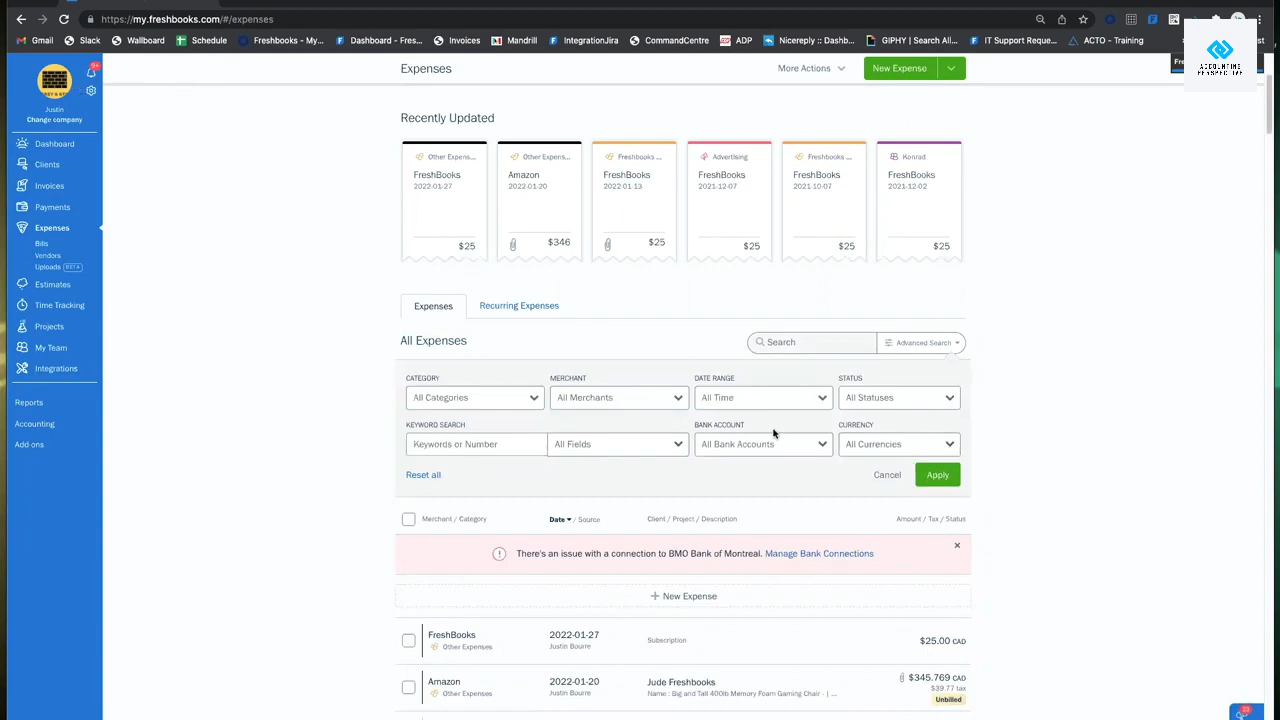 https://my.freshbooks.com/#/expenses
Gmail
Slack
Wallboard
Schedule
Freshbooks - My...
Dashboard - Fres...
Invoic
Mandrill
IntegrationJira
CommandCentre
ADP
Nicereply :: Dashb...
GIPHY | Search All...
IT Support Reque...
ACTO - Training
ACCOUNTING
PERSPECTIVE
9+
Justin
Change company
Dashboard
Clients
Invoices
Payments
Expenses
Bills
Vendors
Uploads BETA
Estimates
Time Tracking
Projects
My Team
Integrations
Reports
Accounting
Add ons
Expenses
More Actions
New Expense
Recently Updated
Other Expens...
FreshBooks
2022-01-27
$25
Other Expens...
Amazon
2022-01-20
$346
Freshbooks ...
FreshBooks
2022-01-13
$25
Advertising
FreshBooks
2021-12-07
$25
Freshbooks ...
FreshBooks
2021-10-07
$25
Konrad
FreshBooks
2021-12-02
$25
Expenses
Recurring Expenses
All Expenses
Search
Advanced Search
CATEGORY
MERCHANT
DATE RANGE
STATUS
All Categories
All Merchants
All Time
All Statuses
KEYWORD SEARCH
BANK ACCOUNT
CURRENCY
Keywords or Number
All Fields
All Bank Accounts
All Currencies
Reset all
Cancel
Apply
Merchant / Category
Date / Source
Client / Project / Description
Amount / Tax / Status
There's an issue with a connection to BMO Bank of Montreal. Manage Bank Connections
+ New Expense
FreshBooks
Other Expenses
2022-01-27
Justin Bourre
Subscription
$25.00 CAD
Amazon
Other Expenses
2022-01-20
Justin Bourre
Jude Freshbooks
Name : Big and Tall 400lb Memory Foam Gaming Chair - | ...
$345.769 CAD
$39.77 tax
Unbilled
23